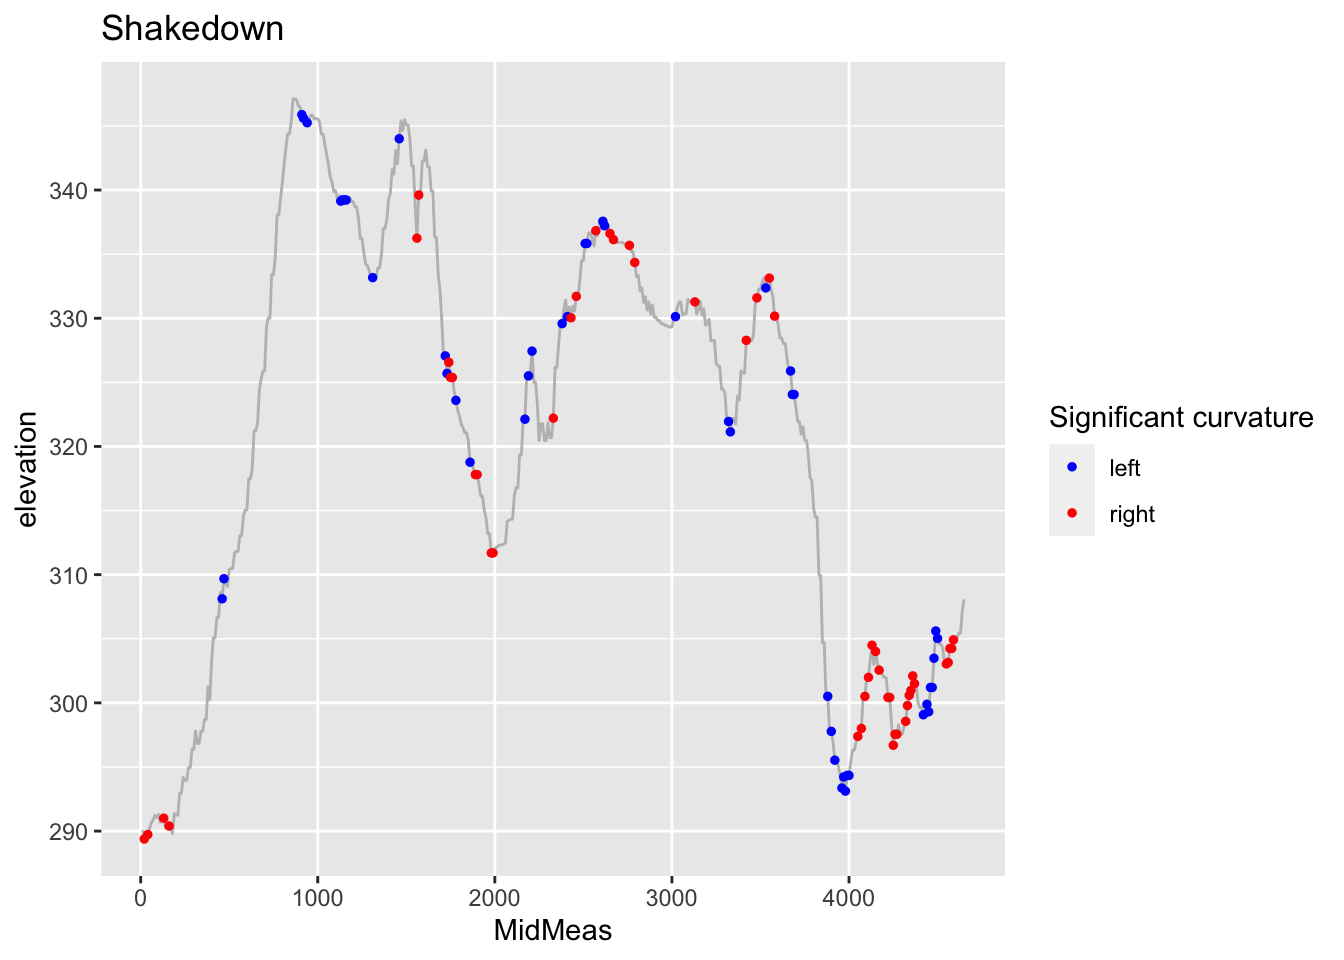 Shakedown
elevation
340
330
320
310
300
290
0 1000 2000 3000 4000
MidMeas
Significant curvature
left
right